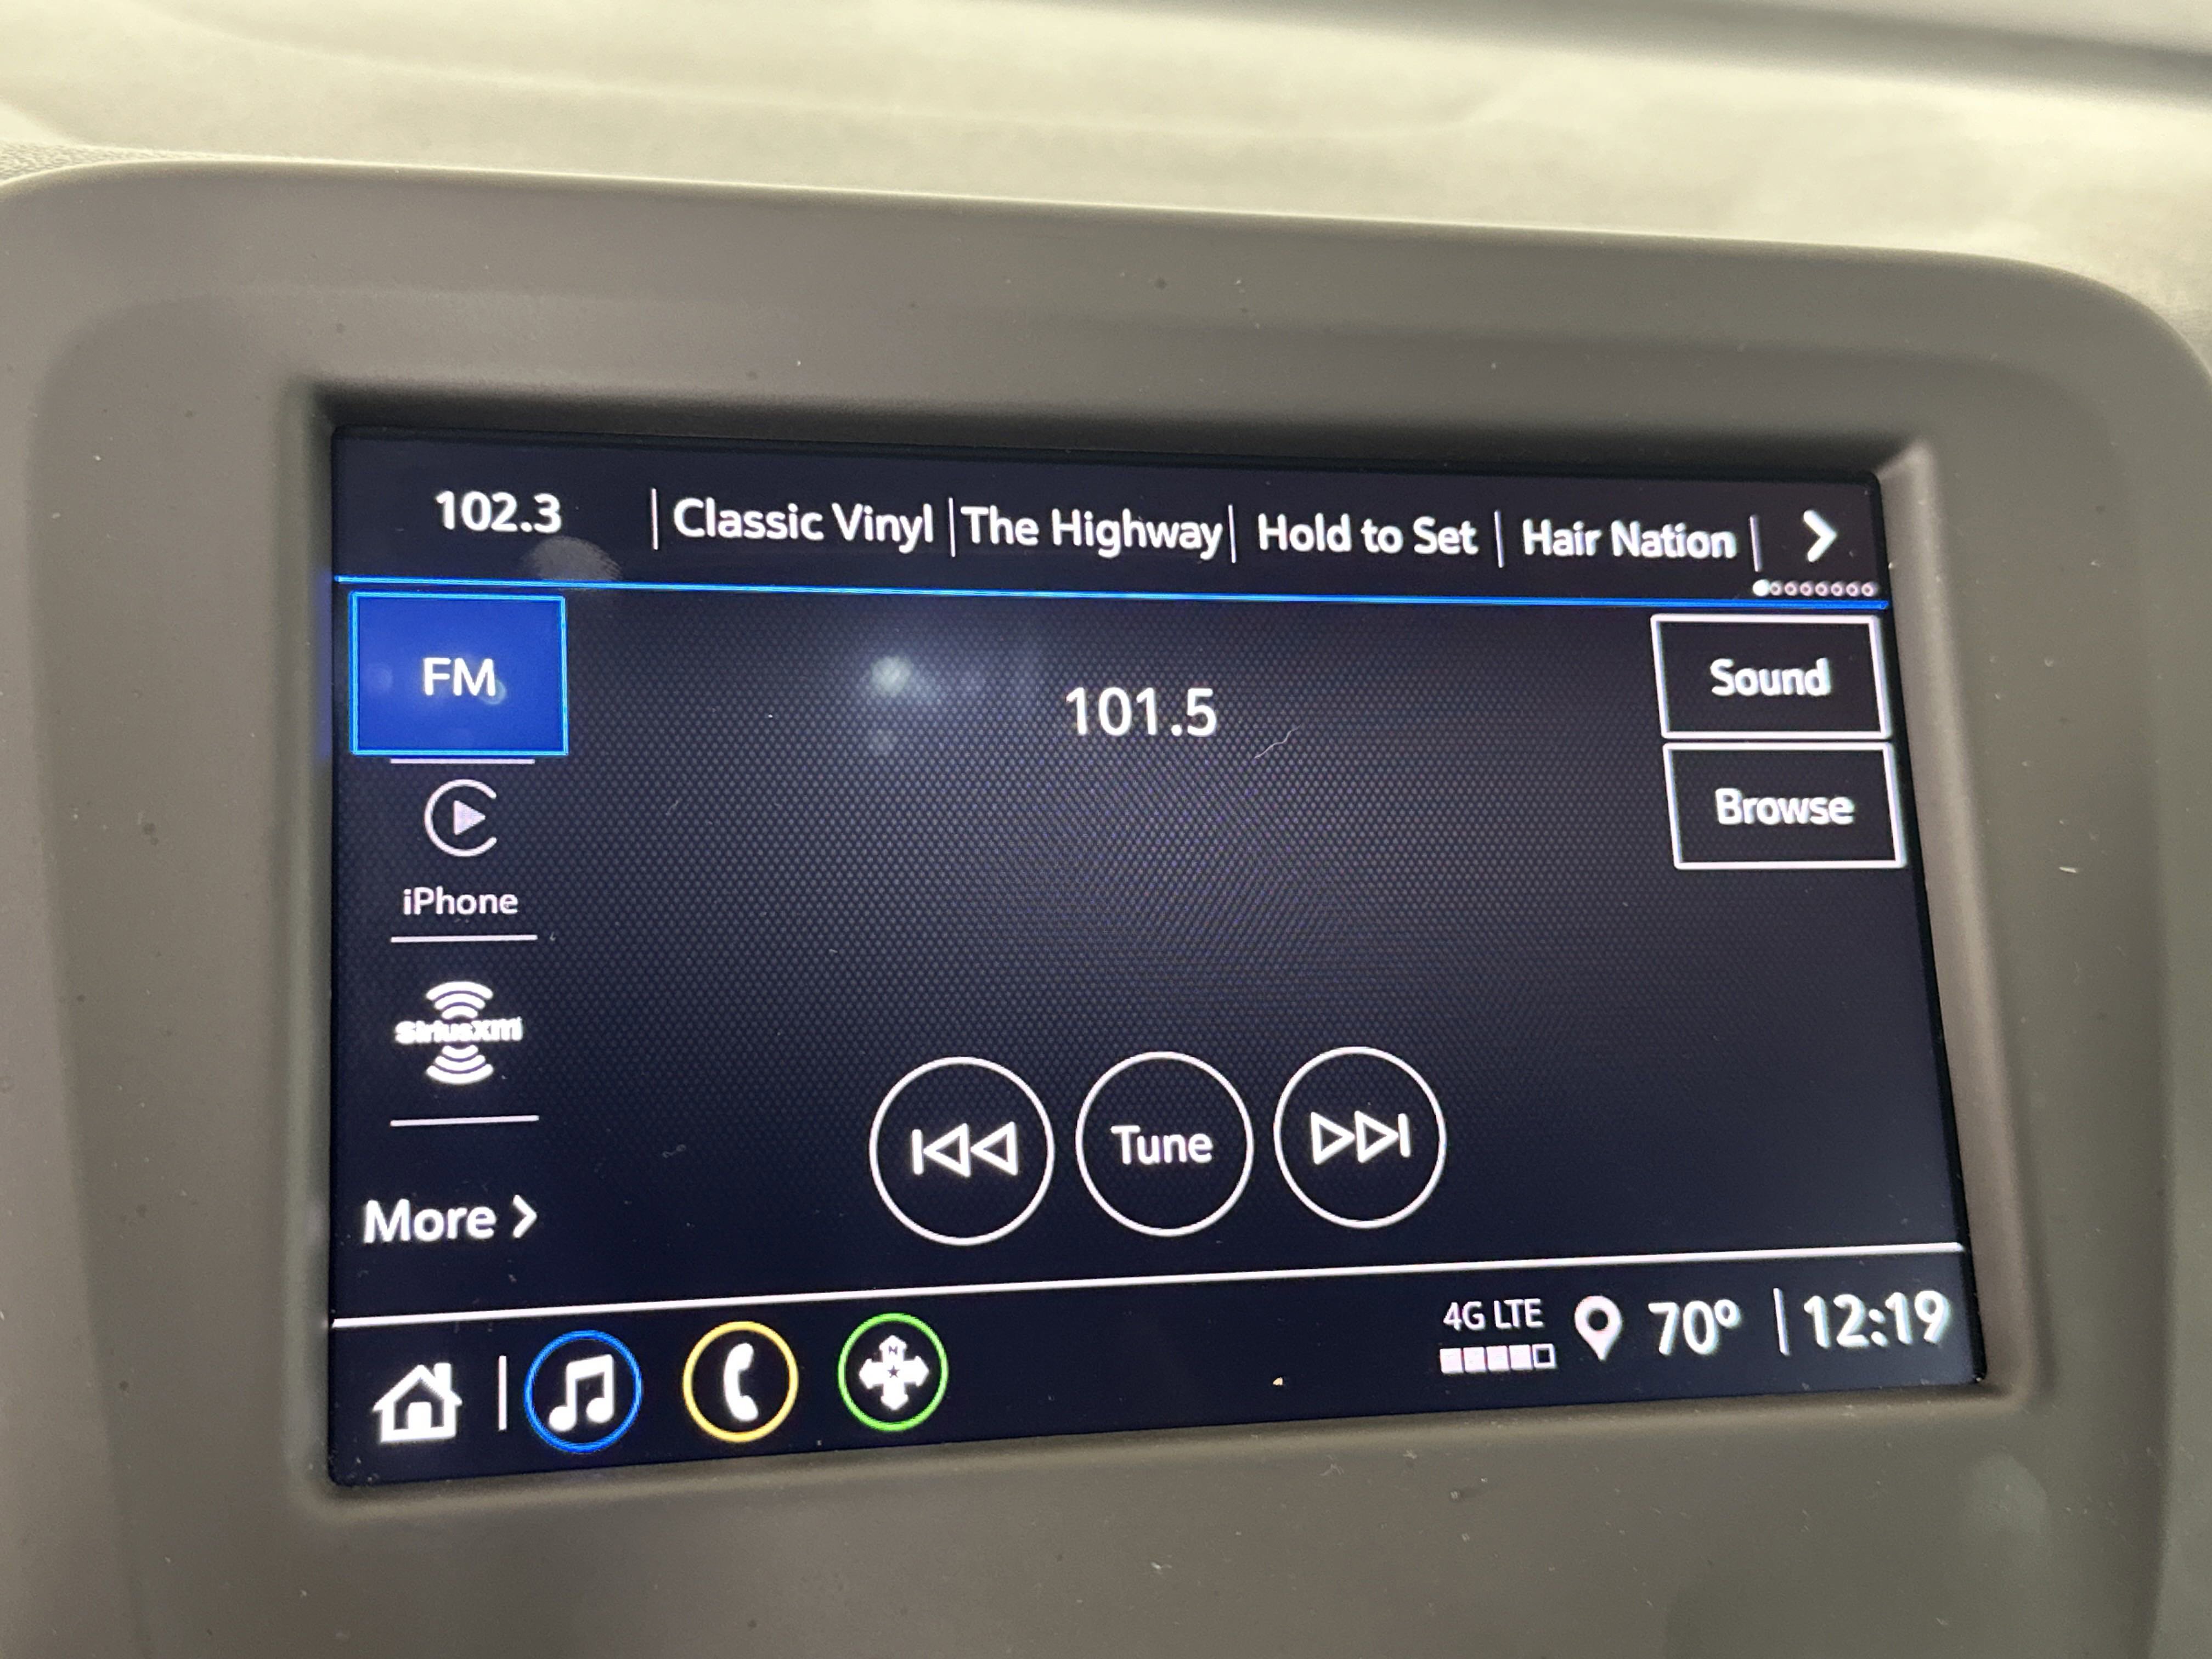 102.3 | Classic Vinyl | The Highway | Hold to Set | Hair Nation |
FM
101.5
Sound
Browse
iPhone
SiriusXM
Tune
More >
4G LTE
70° | 12:19
N